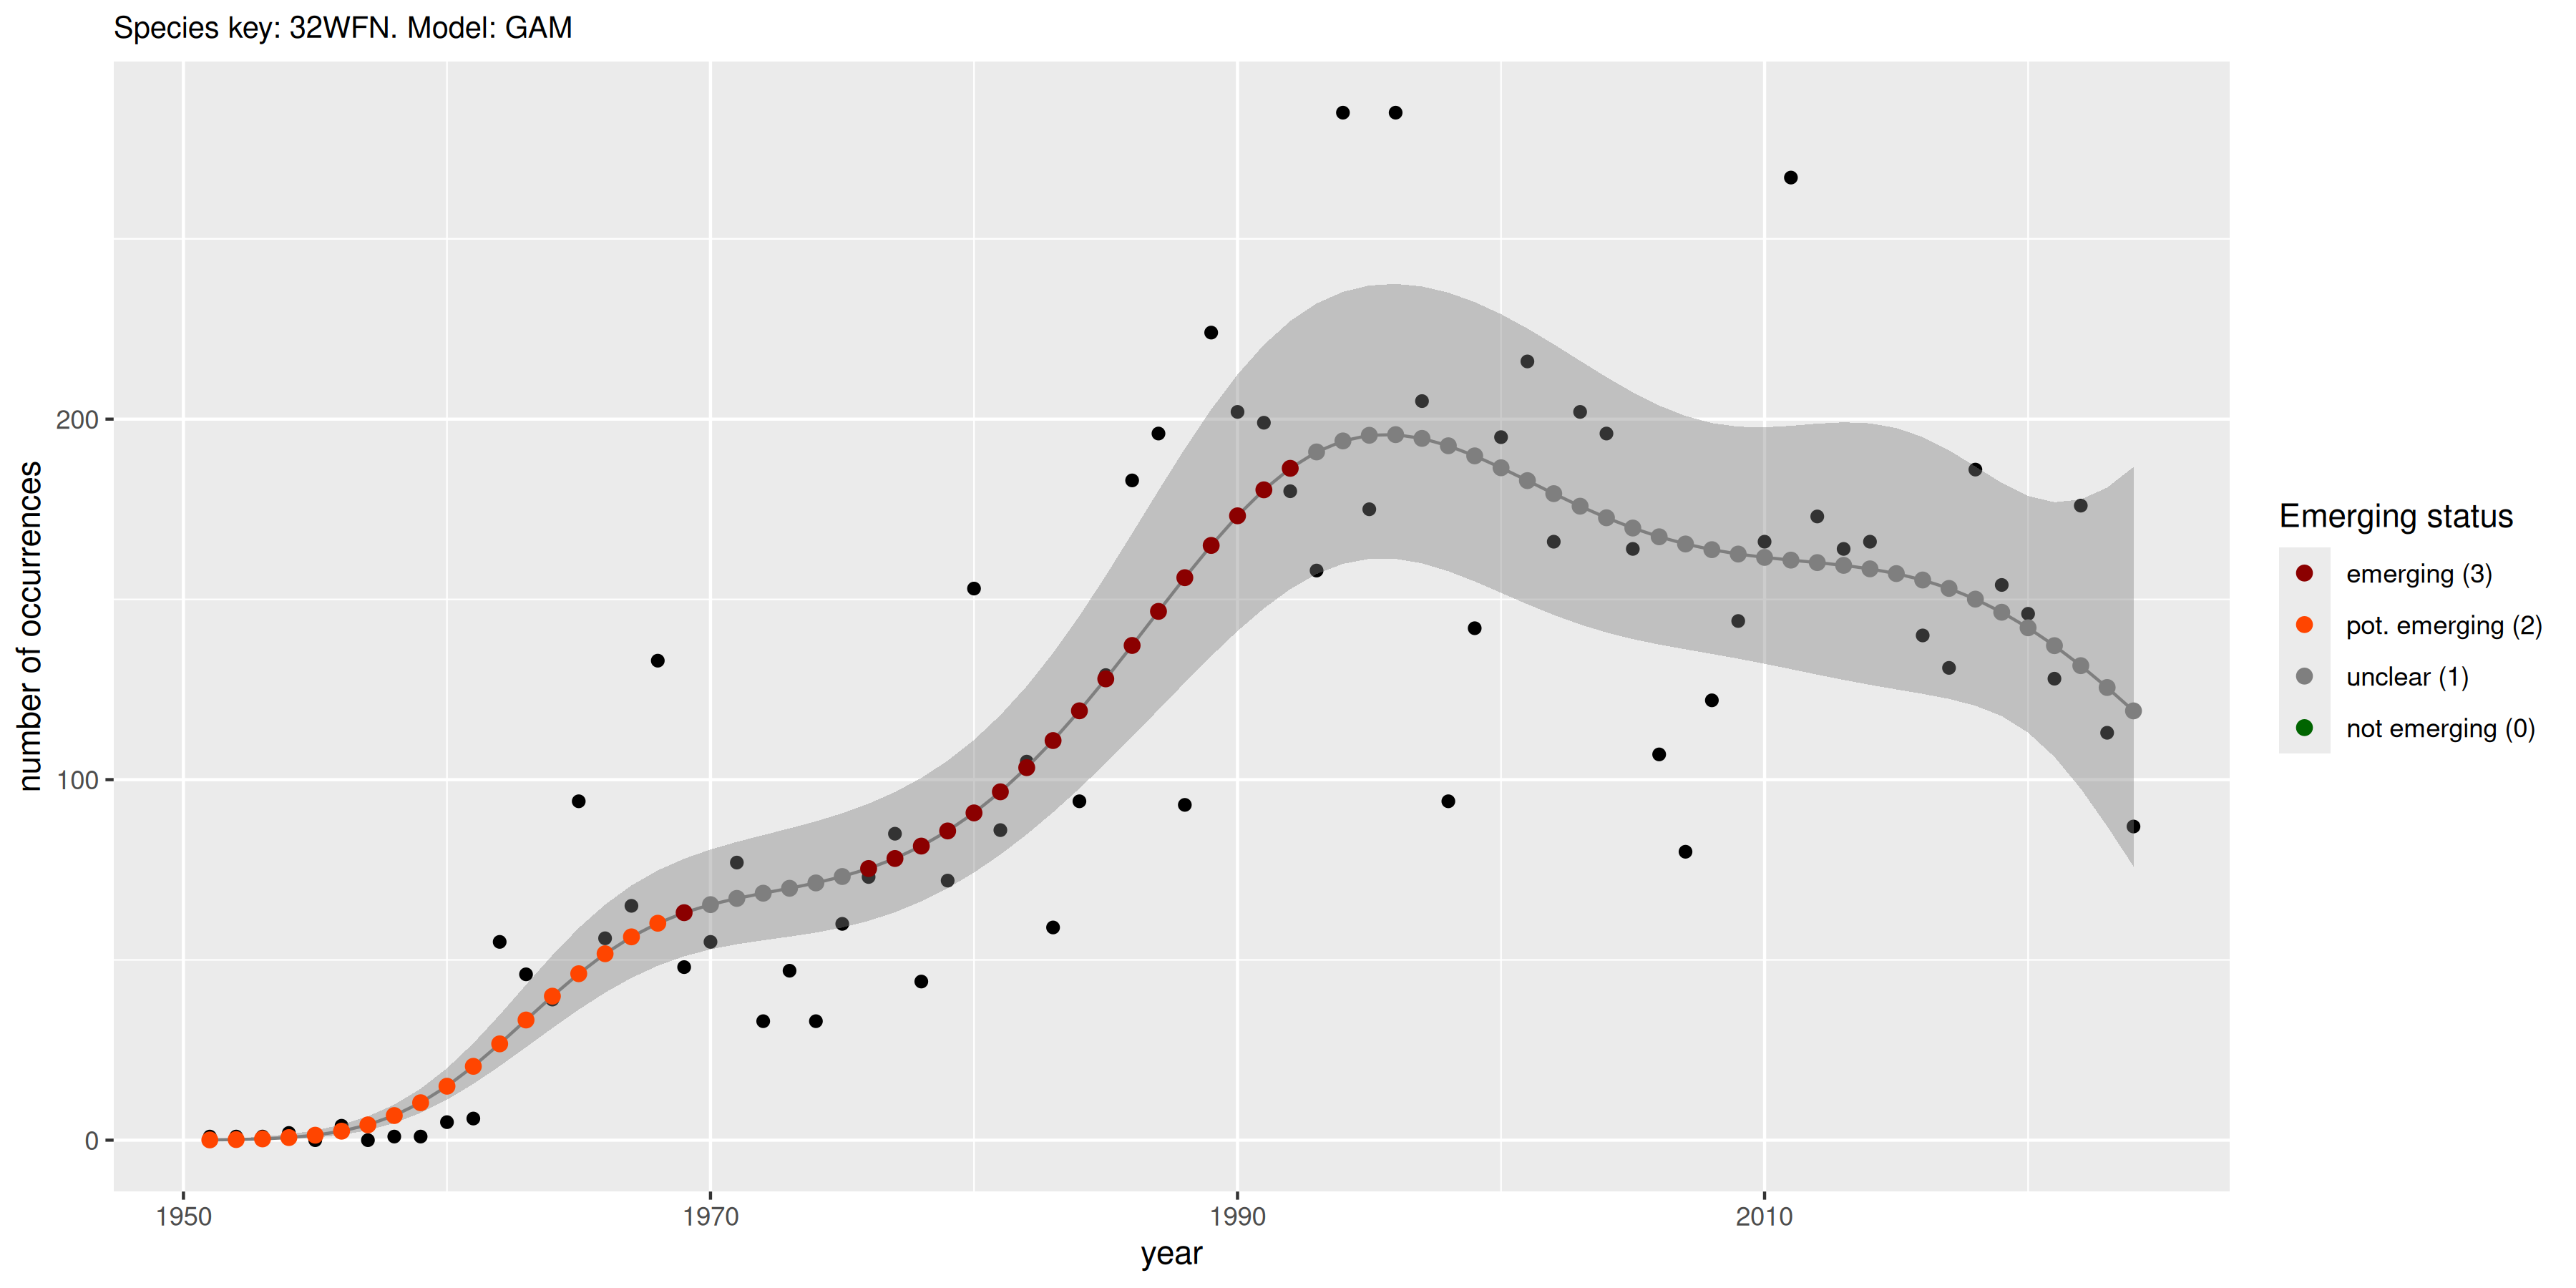 Species key: 32WFN. Model: GAM
number of occurrences
200
100
0
1950
1970
1990
2010
year
Emerging status
emerging (3)
pot. emerging (2)
unclear (1)
not emerging (0)